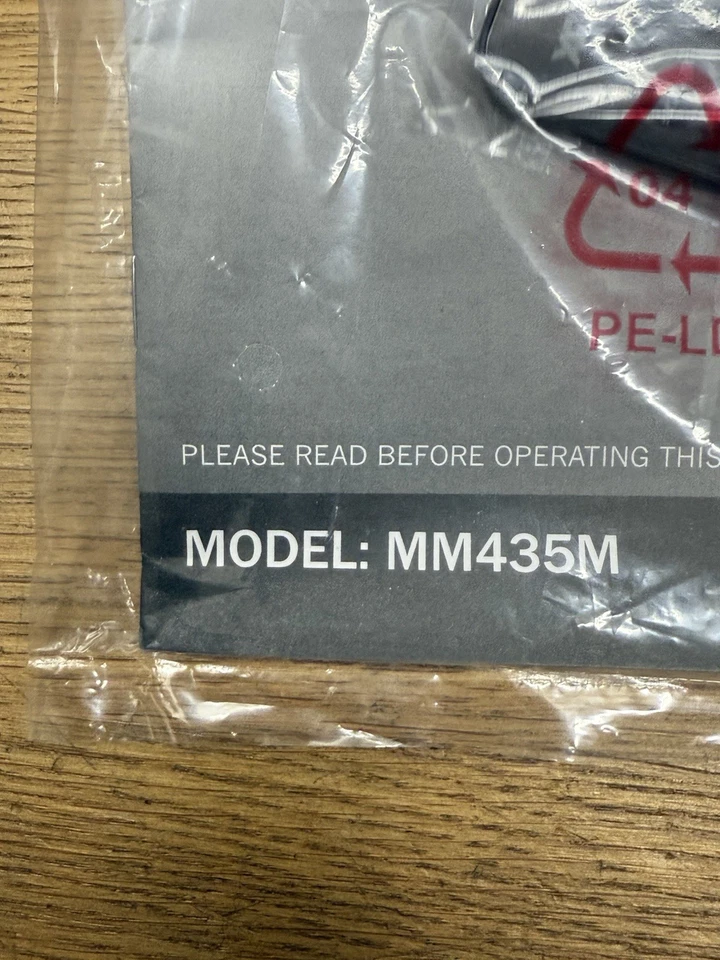 04
PE-LD
PLEASE READ BEFORE OPERATING THIS
MODEL: MM435M